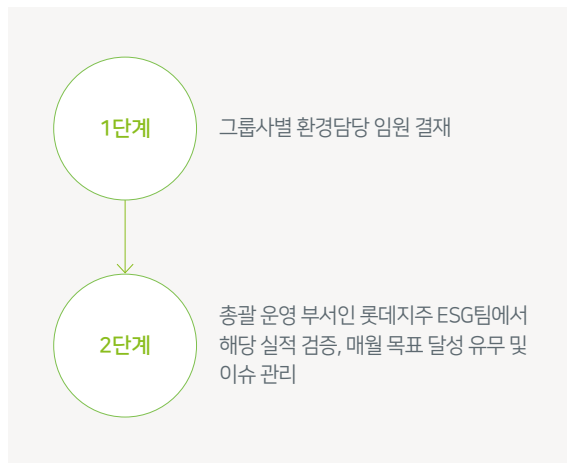 1단계
그룹사별 환경담당 임원 결재
2단계
총괄 운영 부서인 롯데지주 ESG팀에서
해당 실적 검증, 매월 목표 달성 유무 및
이슈 관리